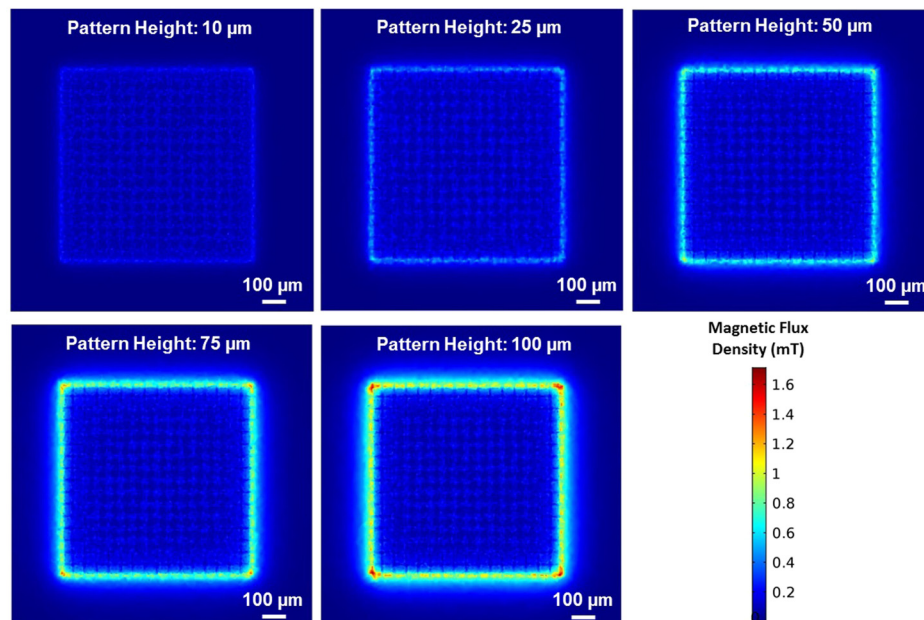 Pattern Height: 10 µm
100 µm
Pattern Height: 25 µm
100 µm
Pattern Height: 50 µm
100 µm
Pattern Height: 75 µm
100 µm
Pattern Height: 100 µm
100 µm
Magnetic Flux
Density (mT)
1.6
1.4
1.2
1
0.8
0.6
0.4
0.2